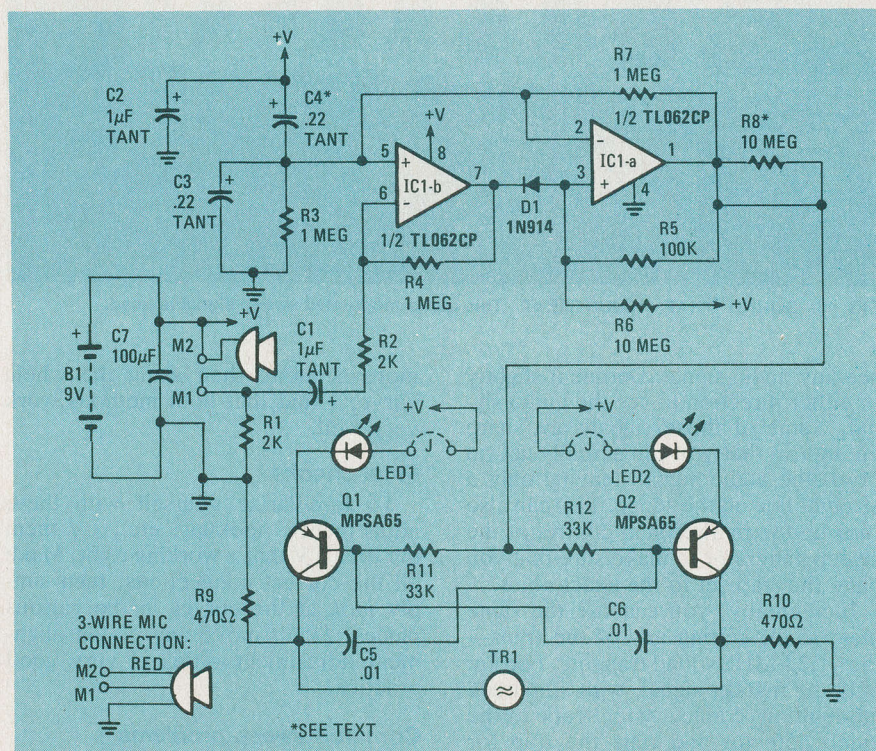 +V
C2
1μF
TANT
+
C4*
.22
TANT
+
C3
.22
TANT
+
R3
1 MEG
+V
5
+
8
IC1-b
7
6
−
1/2 TL062CP
R4
1 MEG
D1
1N914
R7
1 MEG
1/2 TL062CP
2
−
IC1-a
1
3
+
4
R8*
10 MEG
R5
100K
R6
10 MEG
+V
+
B1
9V
C7
100μF
+V
M2
M1
C1
1μF
TANT
+
R2
2K
R1
2K
+V
J
LED1
+V
J
LED2
Q1
MPSA65
R12
33K
Q2
MPSA65
R11
33K
R9
470Ω
C5
.01
C6
.01
R10
470Ω
TR1
≈
3-WIRE MIC
CONNECTION:
RED
M2
M1
*SEE TEXT